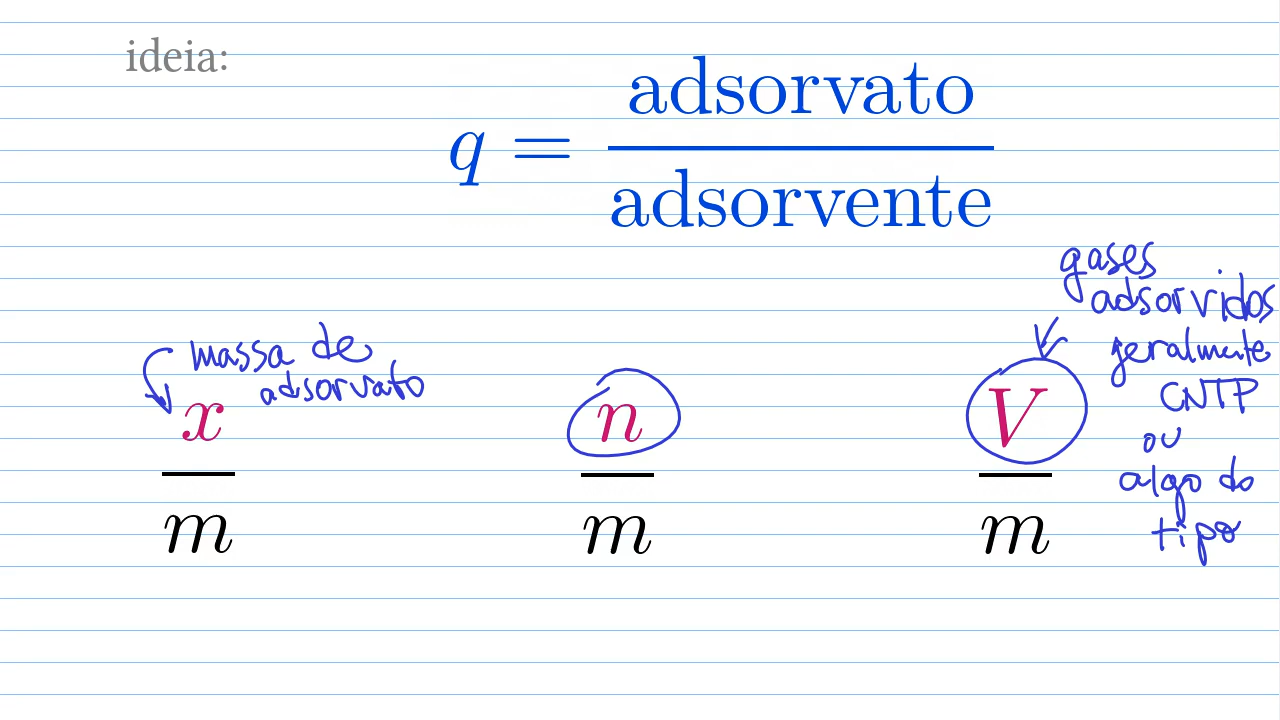 ideia:
q = adsorvato / adsorvente
gases
adsorvidos
geralmente
CNTP
ou
algo do
tipo
massa de
adsorvato
x / m
n / m
V / m